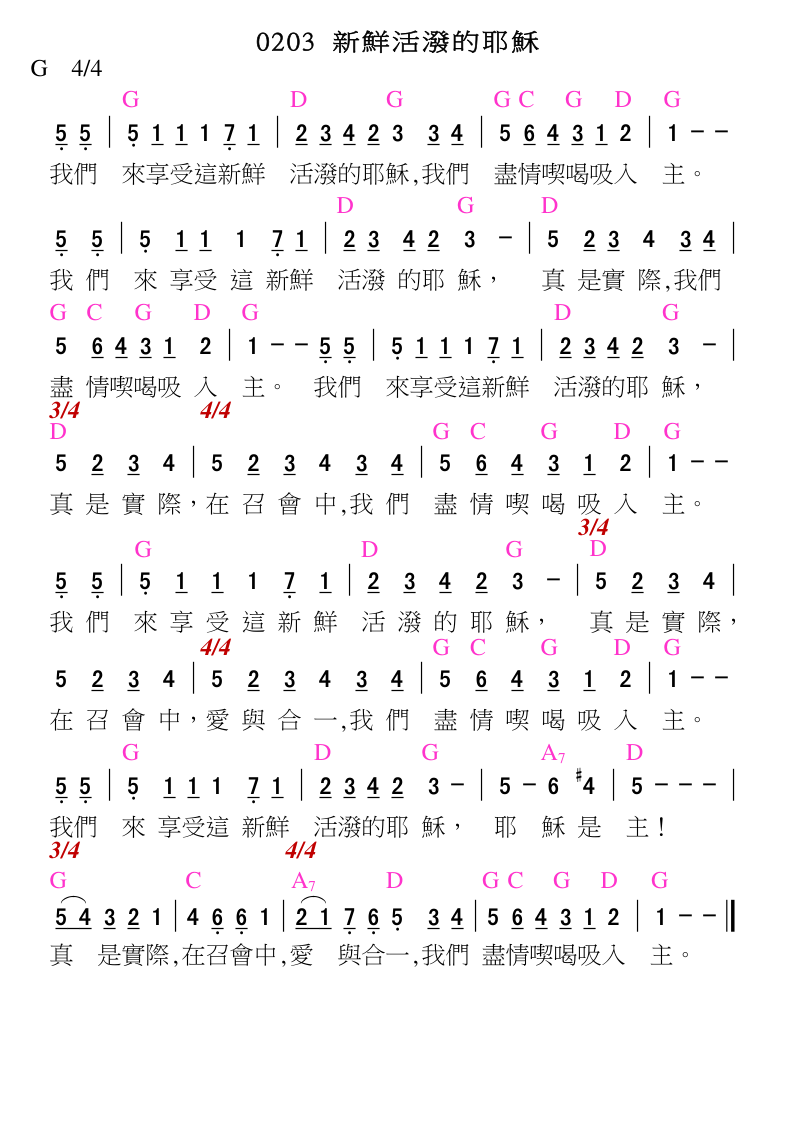 0203 新鮮活潑的耶穌
G 4/4
G D G G C G D G
5 5 | 5 1 1 1 7 1 | 2 3 4 2 3 3 4 | 5 6 4 3 1 2 | 1 - -
我們 來享受這新鮮 活潑的耶穌,我們 盡情喫喝吸入 主。
D G D
5 5 | 5 1 1 1 7 1 | 2 3 4 2 3 - | 5 2 3 4 3 4 |
我們 來享受這新鮮 活潑的耶穌, 真是實際,我們
G C G D G D G
5 6 4 3 1 2 | 1 - - 5 5 | 5 1 1 1 7 1 | 2 3 4 2 3 - |
盡情喫喝吸入 主。 我們 來享受這新鮮 活潑的耶穌,
3/4 4/4
D G C G D G
5 2 3 4 | 5 2 3 4 3 4 | 5 6 4 3 1 2 | 1 - -
真是實際,在召會中,我們 盡情喫喝吸入 主。
3/4
G D G D
5 5 | 5 1 1 1 7 1 | 2 3 4 2 3 - | 5 2 3 4 |
我們 來享受這新鮮 活潑的耶穌, 真是實際,
4/4 G C G D G
5 2 3 4 | 5 2 3 4 3 4 | 5 6 4 3 1 2 | 1 - -
在召會中,愛與合一,我們 盡情喫喝吸入 主。
G D G A7 D
5 5 | 5 1 1 1 7 1 | 2 3 4 2 3 - | 5 - 6 #4 | 5 - - - |
我們 來享受這新鮮 活潑的耶穌, 耶 穌是 主!
3/4 4/4
G C A7 D G C G D G
5 4 3 2 1 | 4 6 6 1 | 2 1 7 6 5 3 4 | 5 6 4 3 1 2 | 1 - - ‖
真 是實際,在召會中,愛 與合一,我們 盡情喫喝吸入 主。